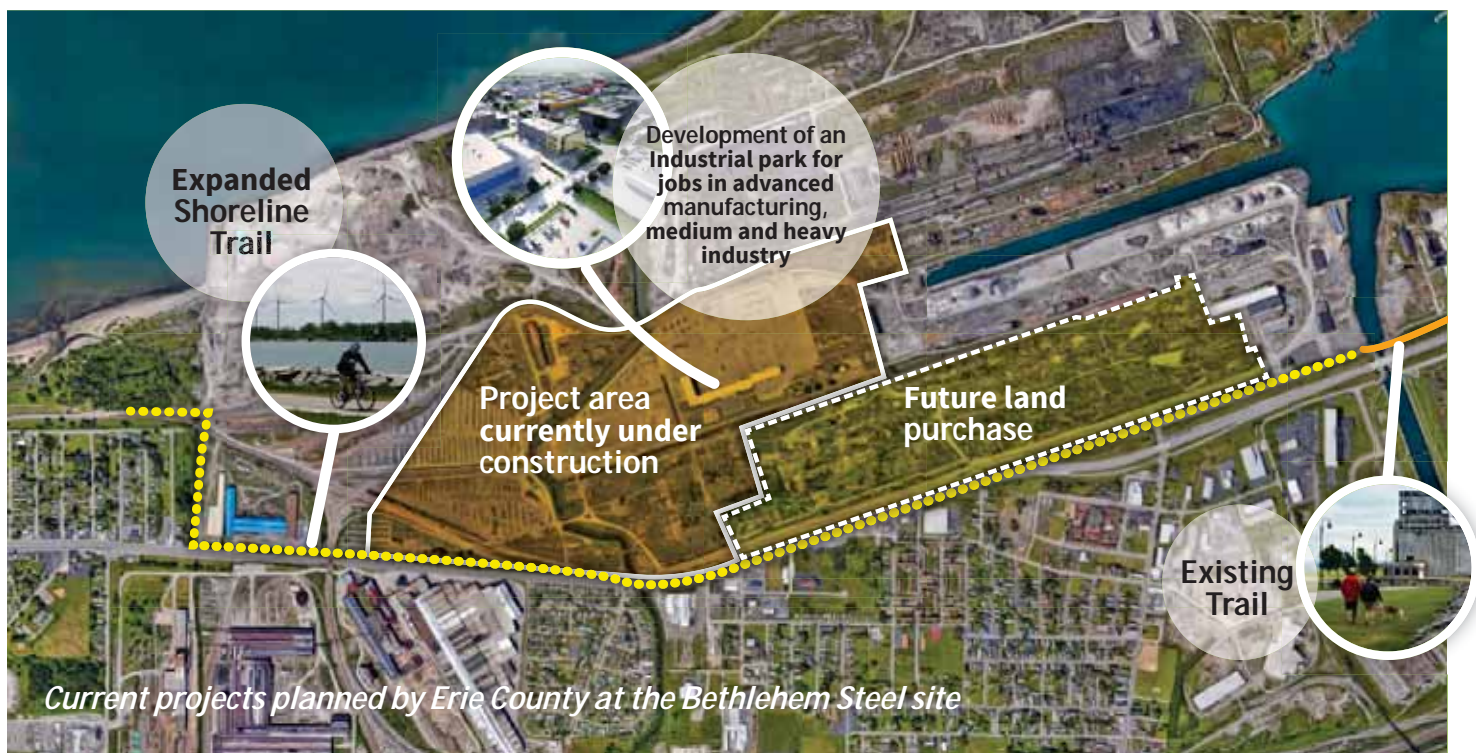 Expanded
Shoreline
Trail
Development of an
Industrial park for
jobs in advanced
manufacturing,
medium and heavy
industry
Project area
currently under
construction
Future land
purchase
Existing
Trail
Current projects planned by Erie County at the Bethlehem Steel site